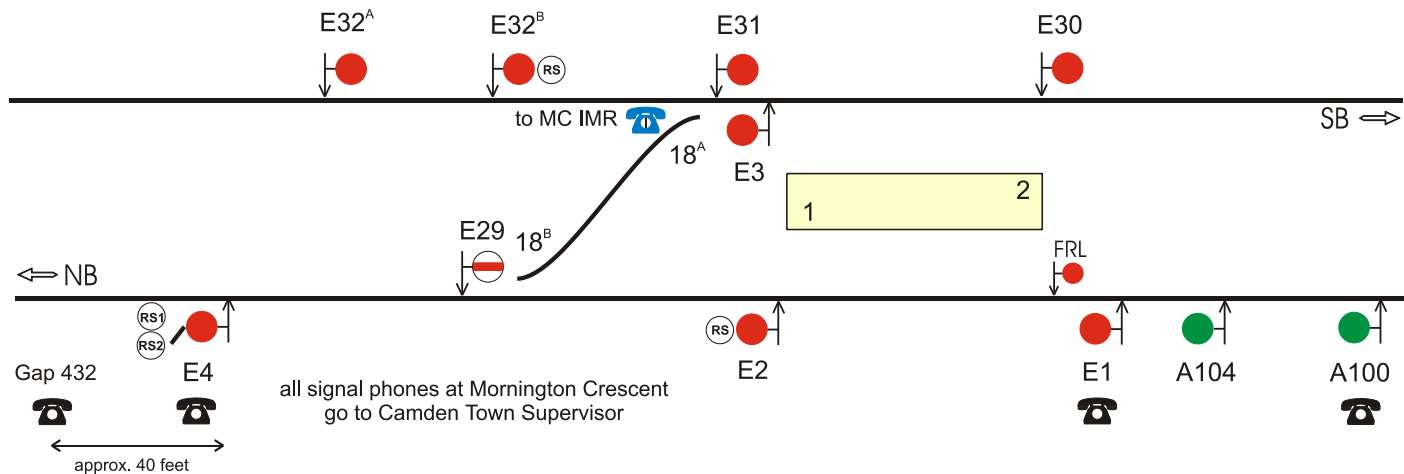 E32ᴬ E32ᴮ E31 E30
RS
to MC IMR
SB
18ᴬ E3
2
1
E29 18ᴮ
FRL
NB
RS1
RS2 RS
Gap 432 E4 E2 E1 A104 A100
all signal phones at Mornington Crescent
go to Camden Town Supervisor
approx. 40 feet